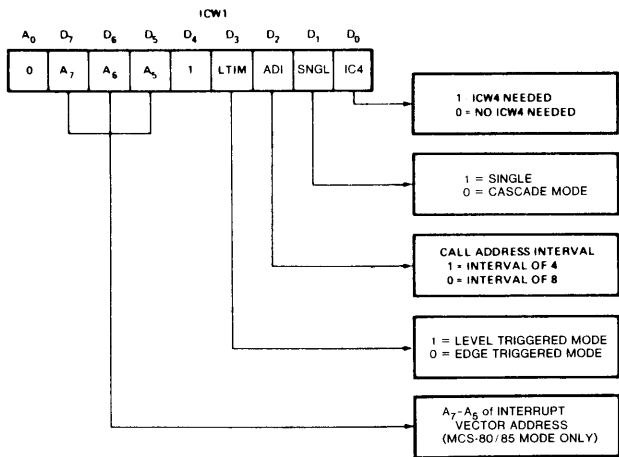 ICW1
A0 D7 D6 D5 D4 D3 D2 D1 D0
0 A7 A6 A5 1 LTIM ADI SNGL IC4
1 ICW4 NEEDED
0 = NO ICW4 NEEDED
1 = SINGLE
0 = CASCADE MODE
CALL ADDRESS INTERVAL
1 = INTERVAL OF 4
0 = INTERVAL OF 8
1 = LEVEL TRIGGERED MODE
0 = EDGE TRIGGERED MODE
A7-A5 of INTERRUPT
VECTOR ADDRESS
(MCS-80/85 MODE ONLY)